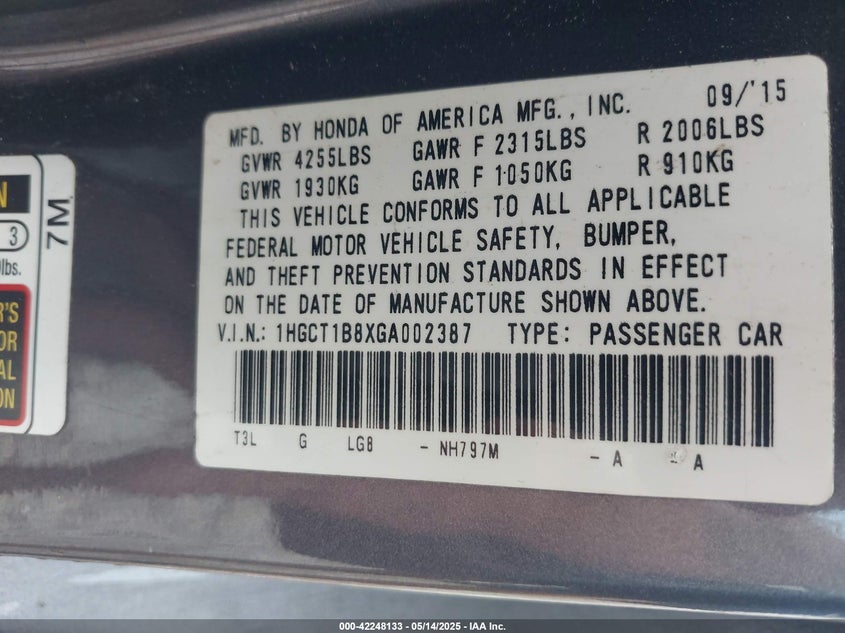 MFD. BY HONDA OF AMERICA MFG., INC. 09/'15
GVWR 4255LBS GAWR F 2315LBS R 2006LBS
GVWR 1930KG GAWR F 1050KG R 910KG
THIS VEHICLE CONFORMS TO ALL APPLICABLE
FEDERAL MOTOR VEHICLE SAFETY, BUMPER,
AND THEFT PREVENTION STANDARDS IN EFFECT
ON THE DATE OF MANUFACTURE SHOWN ABOVE.
V.I.N.: 1HGCT1B8XGA002387 TYPE: PASSENGER CAR
T3L G LG8 - NH797M - A - A
7M
3
lbs.
000-42248133 - 05/14/2025 - IAA Inc.